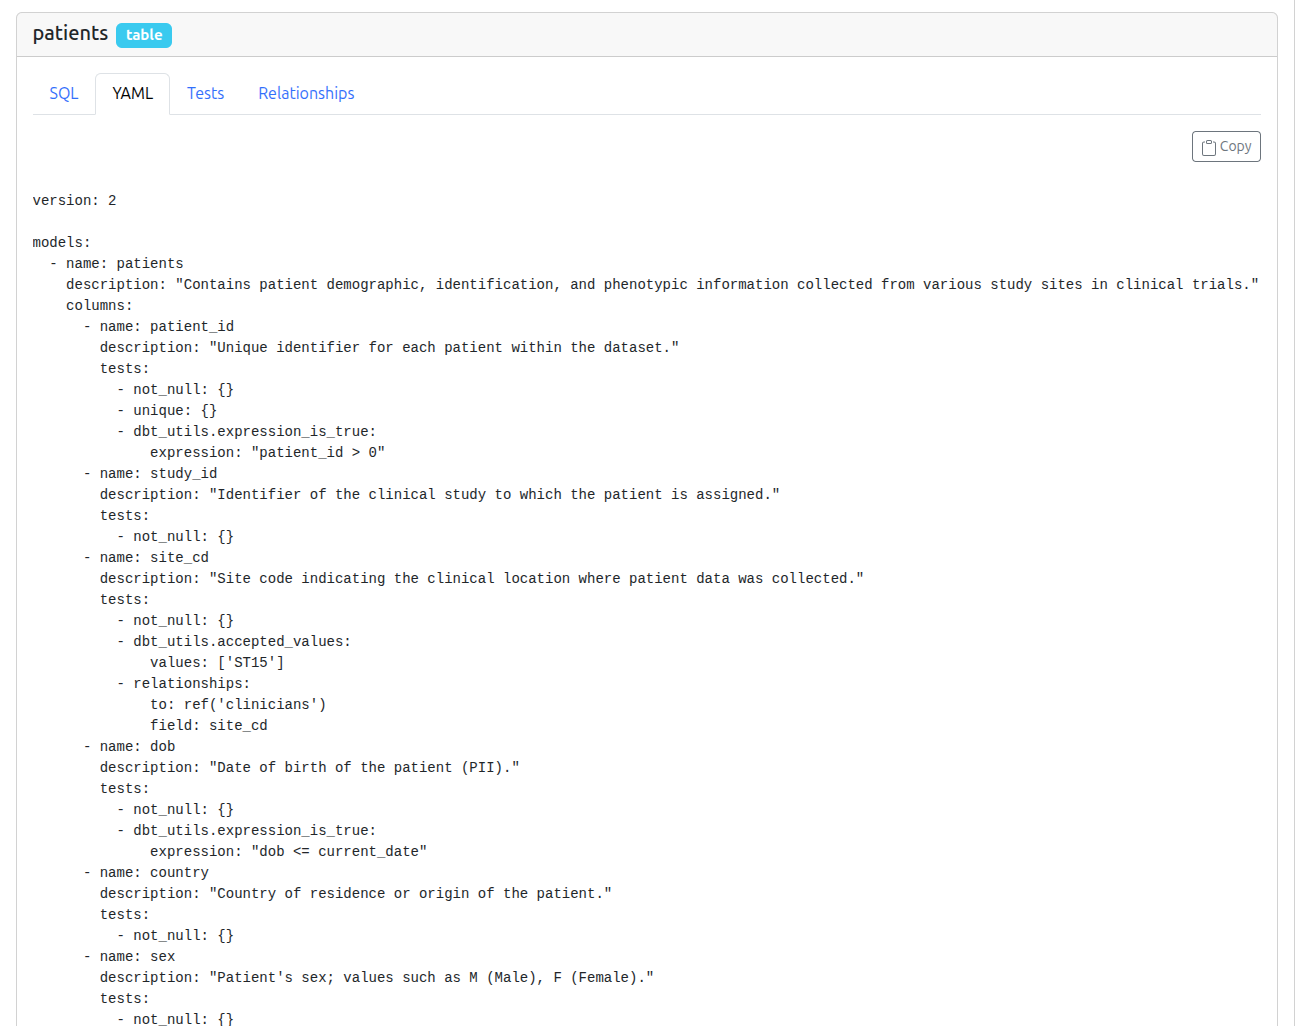 patients table
SQL YAML Tests Relationships
Copy
version: 2
models:
  - name: patients
    description: "Contains patient demographic, identification, and phenotypic information collected from various study sites in clinical trials."
    columns:
      - name: patient_id
        description: "Unique identifier for each patient within the dataset."
        tests:
          - not_null: {}
          - unique: {}
          - dbt_utils.expression_is_true:
              expression: "patient_id > 0"
      - name: study_id
        description: "Identifier of the clinical study to which the patient is assigned."
        tests:
          - not_null: {}
      - name: site_cd
        description: "Site code indicating the clinical location where patient data was collected."
        tests:
          - not_null: {}
          - dbt_utils.accepted_values:
              values: ['ST15']
          - relationships:
              to: ref('clinicians')
              field: site_cd
      - name: dob
        description: "Date of birth of the patient (PII)."
        tests:
          - not_null: {}
          - dbt_utils.expression_is_true:
              expression: "dob <= current_date"
      - name: country
        description: "Country of residence or origin of the patient."
        tests:
          - not_null: {}
      - name: sex
        description: "Patient's sex; values such as M (Male), F (Female)."
        tests:
          - not_null: {}